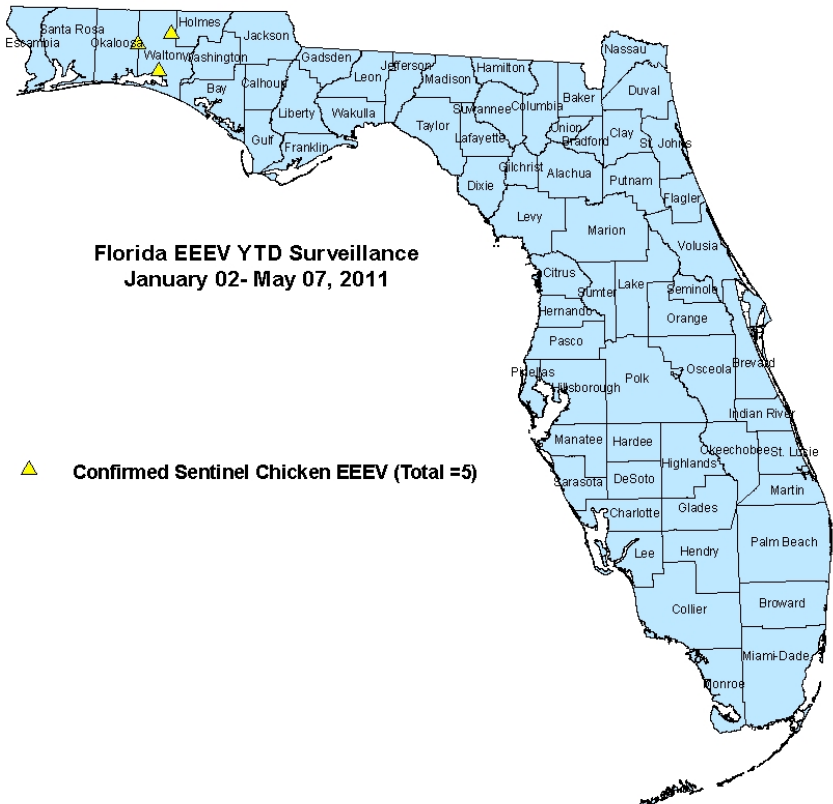 Holmes
Santa Rosa
Jackson
Escambia
Okaloosa
Walton
Washington
Nassau
Gadsden
Jefferson
Hamilton
Leon
Madison
Bay
Calhoun
Baker
Duval
Suwannee
Columbia
Liberty
Wakulla
Taylor
Union
Clay
Gulf
Franklin
Lafayette
Bradford
St. Johns
Gilchrist
Alachua
Putnam
Dixie
Flagler
Levy
Marion
Volusia
Florida EEEV YTD Surveillance
January 02- May 07, 2011
Citrus
Sumter
Lake
Seminole
Hernando
Orange
Pasco
Pinellas
Hillsborough
Polk
Osceola
Brevard
Indian River
Manatee
Hardee
Okeechobee
St. Lucie
Highlands
Confirmed Sentinel Chicken EEEV (Total =5)
Sarasota
DeSoto
Martin
Charlotte
Glades
Palm Beach
Lee
Hendry
Broward
Collier
Miami-Dade
Monroe